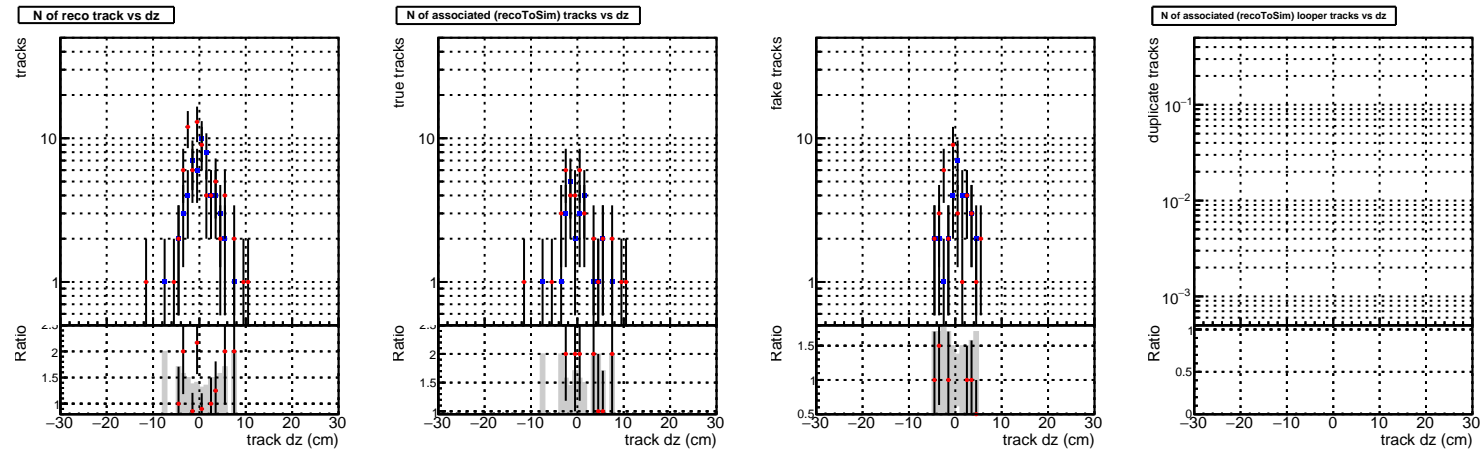 N of reco track vs dz
tracks
10
1
Ratio
2.5
2
1.5
1
−30 −20 −10 0 10 20 30
track dz (cm)
N of associated (recoToSim) tracks vs dz
true tracks
10
1
Ratio
2.5
2
1.5
1
−30 −20 −10 0 10 20 30
track dz (cm)
fake tracks
10
1
Ratio
1.5
1
0.5
−30 −20 −10 0 10 20 30
track dz (cm)
N of associated (recoToSim) looper tracks vs dz
duplicate tracks
10−1
10−2
10−3
Ratio
1
0.5
0
−30 −20 −10 0 10 20 30
track dz (cm)